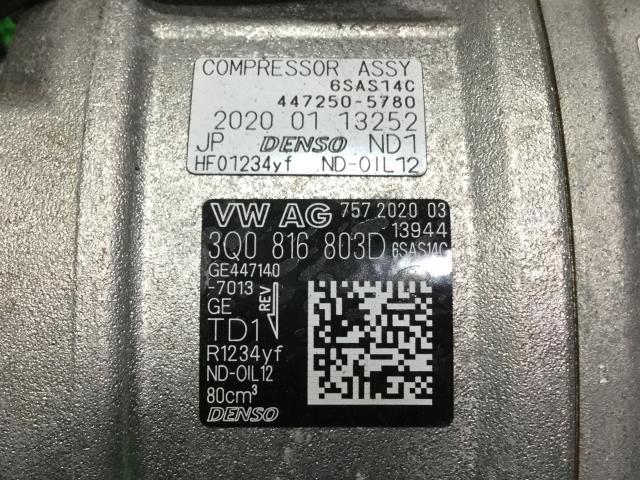 COMPRESSOR ASSY
6SAS14C
447250-5780
2020 01 13252
JP DENSO ND1
HF01234yf ND-OIL12
VW AG 757 2020 03
13944
3Q0 816 803D 6SAS14C
GE447140
-7013
GE REV
TD1
R1234yf
ND-OIL12
80cm³
DENSO